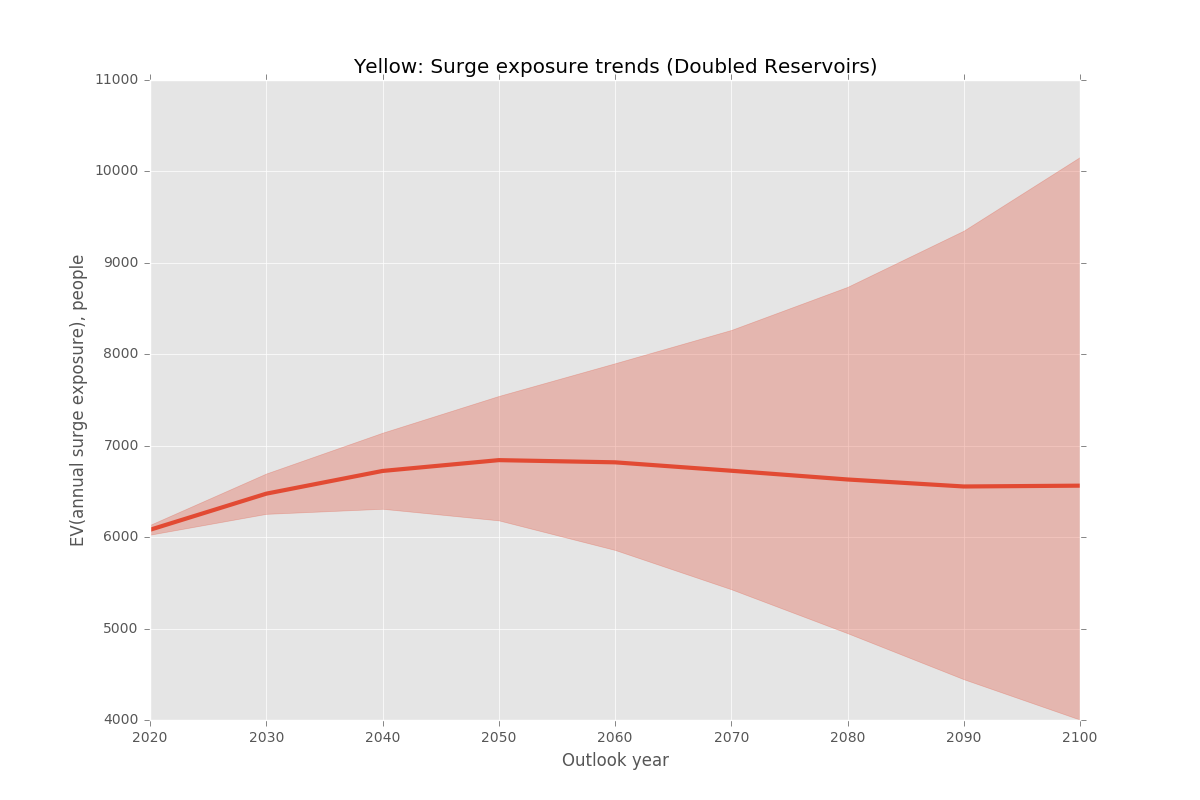 Yellow: Surge exposure trends (Doubled Reservoirs)
EV(annual surge exposure), people
11000
10000
9000
8000
7000
6000
5000
4000
2020 2030 2040 2050 2060 2070 2080 2090 2100
Outlook year